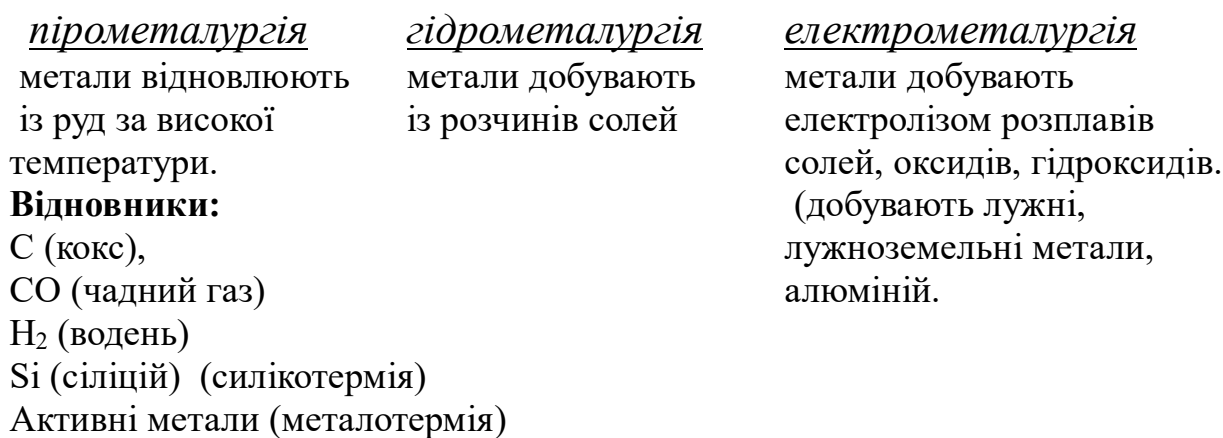 пірометалургія
метали відновлюють
із руд за високої
температури.
Відновники:
С (кокс),
СО (чадний газ)
H₂ (водень)
Si (сіліцій)  (силікотермія)
Активні метали (металотермія)
гідрометалургія
метали добувають
із розчинів солей
електрометалургія
метали добувають
електролізом розплавів
солей, оксидів, гідроксидів.
(добувають лужні,
лужноземельні метали,
алюміній.